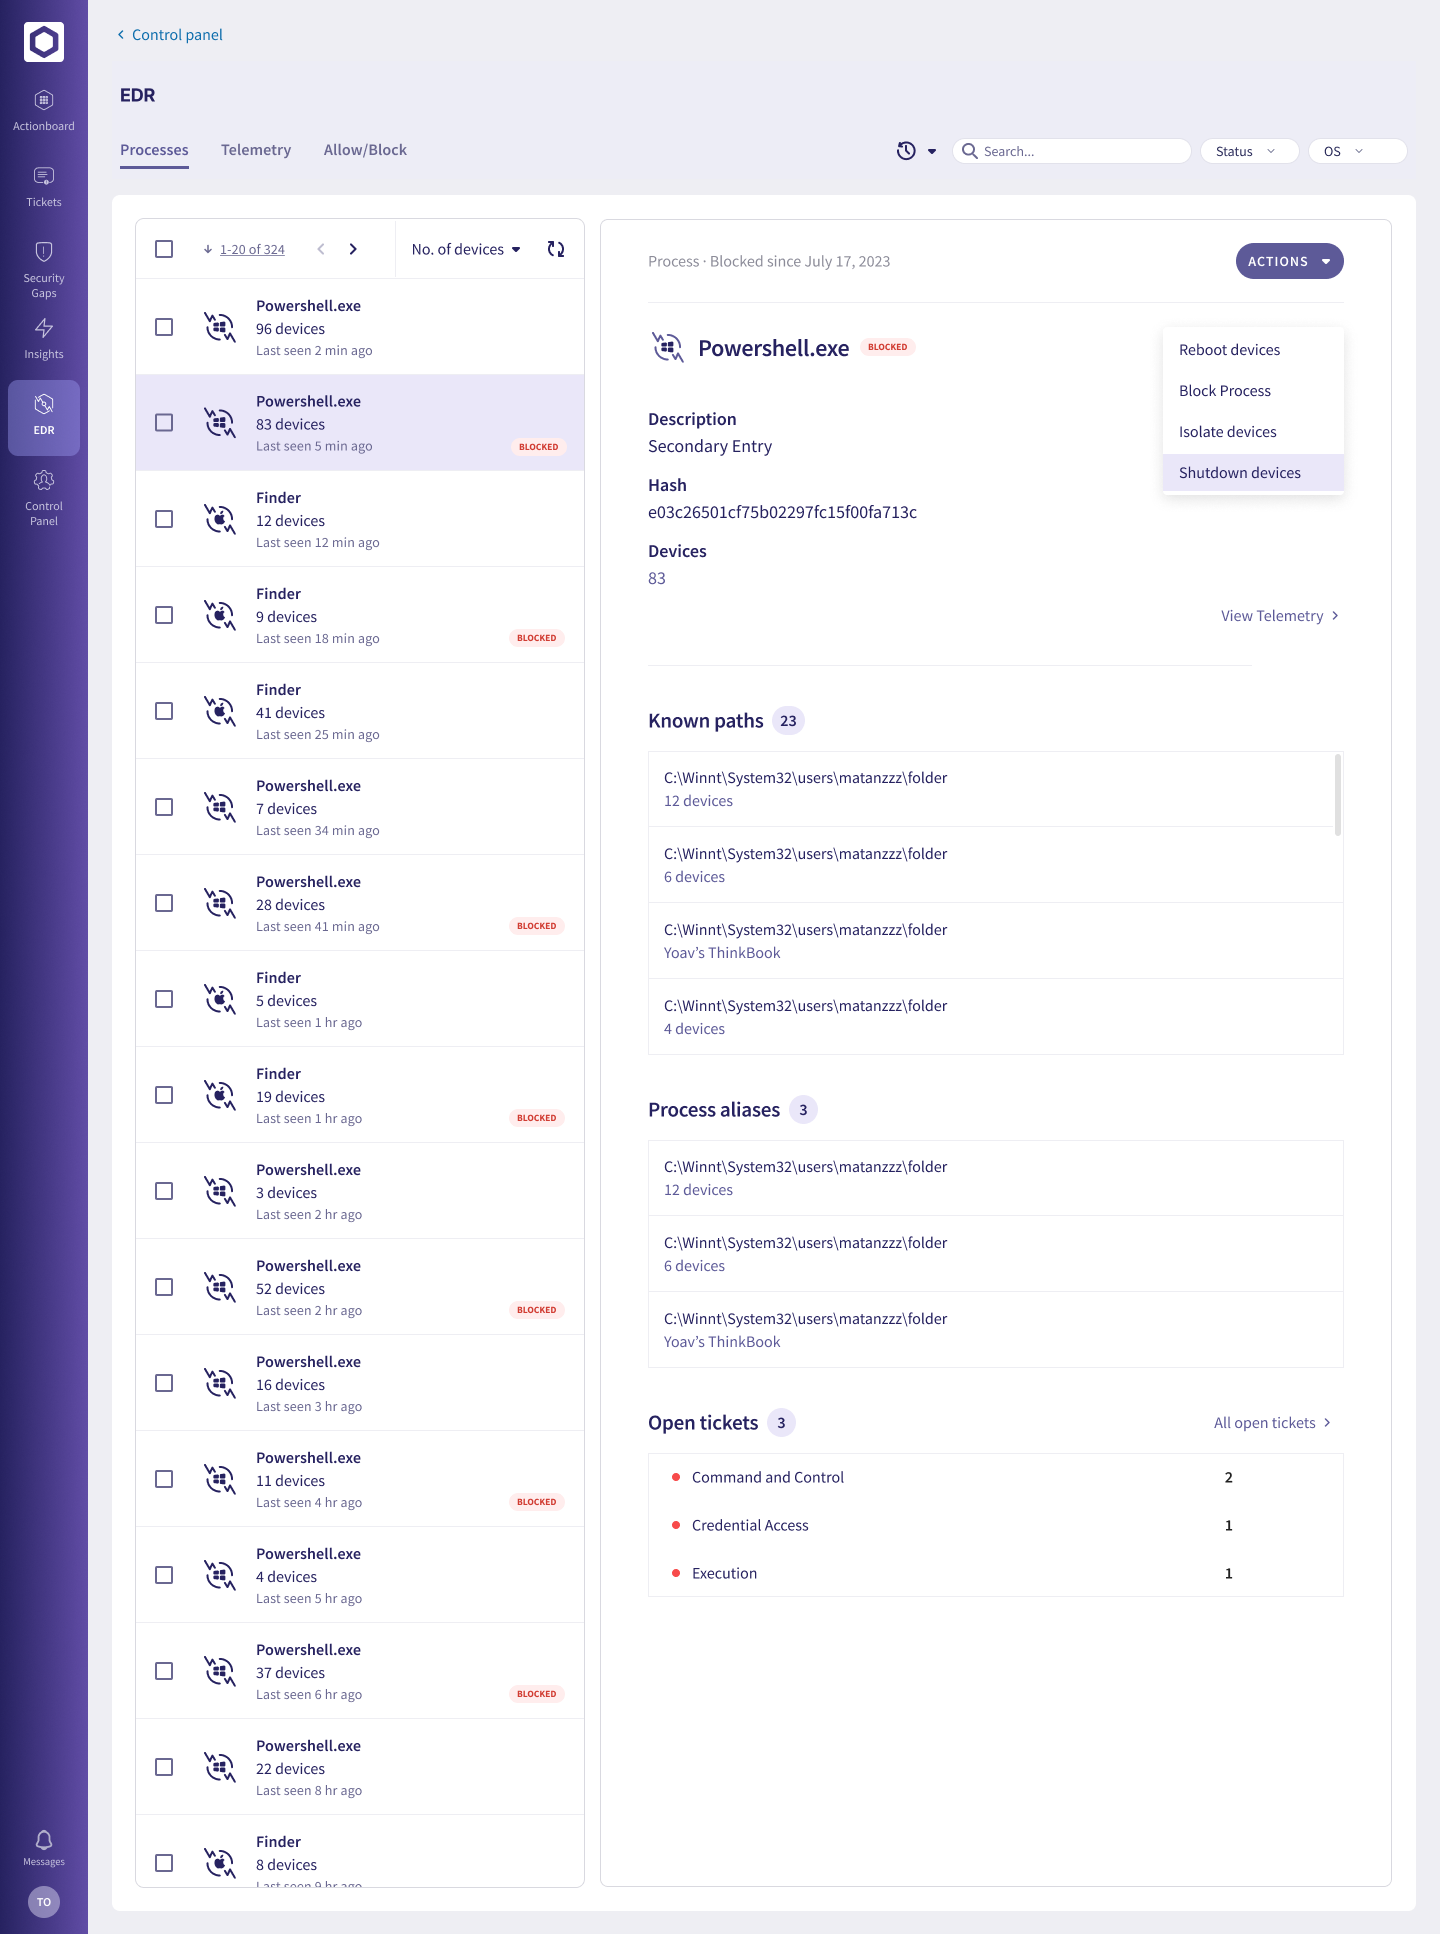 Control panel
EDR
Processes
Telemetry
Allow/Block
Search...
Status
OS
Actionboard
Tickets
Security
Gaps
Insights
EDR
Control
Panel
Messages
TO
1-20 of 324
No. of devices
Powershell.exe
96 devices
Last seen 2 min ago
Powershell.exe
83 devices
Last seen 5 min ago
BLOCKED
Finder
12 devices
Last seen 12 min ago
Finder
9 devices
Last seen 18 min ago
BLOCKED
Finder
41 devices
Last seen 25 min ago
Powershell.exe
7 devices
Last seen 34 min ago
Powershell.exe
28 devices
Last seen 41 min ago
BLOCKED
Finder
5 devices
Last seen 1 hr ago
Finder
19 devices
Last seen 1 hr ago
BLOCKED
Powershell.exe
3 devices
Last seen 2 hr ago
Powershell.exe
52 devices
Last seen 2 hr ago
BLOCKED
Powershell.exe
16 devices
Last seen 3 hr ago
Powershell.exe
11 devices
Last seen 4 hr ago
BLOCKED
Powershell.exe
4 devices
Last seen 5 hr ago
Powershell.exe
37 devices
Last seen 6 hr ago
BLOCKED
Powershell.exe
22 devices
Last seen 8 hr ago
Finder
8 devices
Last seen 9 hr ago
Process · Blocked since July 17, 2023
ACTIONS
Powershell.exe
BLOCKED
Reboot devices
Block Process
Isolate devices
Shutdown devices
Description
Secondary Entry
Hash
e03c26501cf75b02297fc15f00fa713c
Devices
83
View Telemetry
Known paths 23
C:\Winnt\System32\users\matanzzz\folder
12 devices
C:\Winnt\System32\users\matanzzz\folder
6 devices
C:\Winnt\System32\users\matanzzz\folder
Yoav’s ThinkBook
C:\Winnt\System32\users\matanzzz\folder
4 devices
Process aliases 3
C:\Winnt\System32\users\matanzzz\folder
12 devices
C:\Winnt\System32\users\matanzzz\folder
6 devices
C:\Winnt\System32\users\matanzzz\folder
Yoav’s ThinkBook
Open tickets 3
All open tickets
Command and Control 2
Credential Access 1
Execution 1